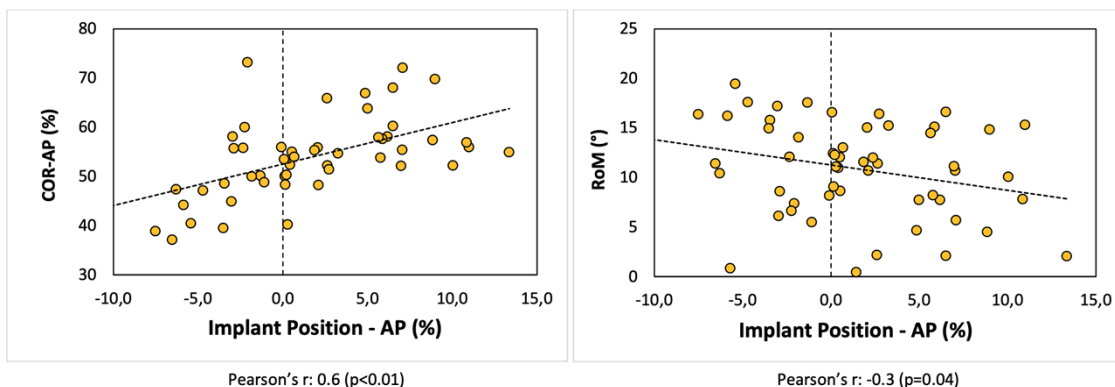 COR-AP (%)
80
70
60
50
40
30
-10,0 -5,0 0,0 5,0 10,0 15,0
Implant Position - AP (%)
Pearson's r: 0.6 (p<0.01)
RoM (°)
25
20
15
10
5
0
-10,0 -5,0 0,0 5,0 10,0 15,0
Implant Position - AP (%)
Pearson's r: -0.3 (p=0.04)